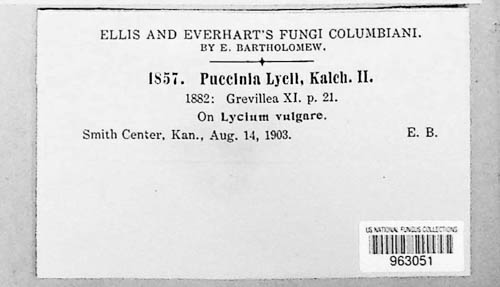 ELLIS AND EVERHART'S FUNGI COLUMBIANI.
BY E. BARTHOLOMEW.
1857. Puccinia Lycii, Kalch. II.
1882: Grevillea XI. p. 21.
On Lycium vulgare.
Smith Center, Kan., Aug. 14, 1903. E. B.
US NATIONAL FUNGUS COLLECTIONS
963051